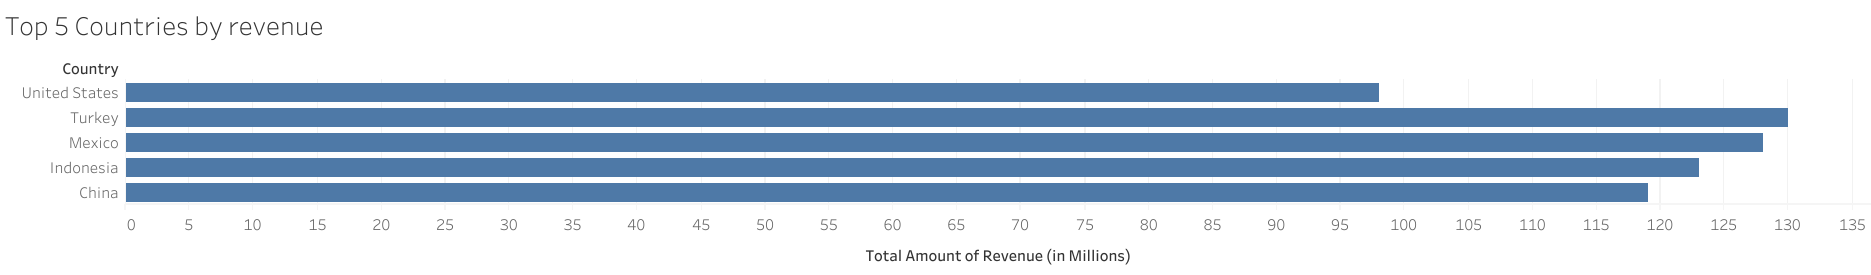 Top 5 Countries by revenue
Country
United States
Turkey
Mexico
Indonesia
China
0 5 10 15 20 25 30 35 40 45 50 55 60 65 70 75 80 85 90 95 100 105 110 115 120 125 130 135
Total Amount of Revenue (in Millions)